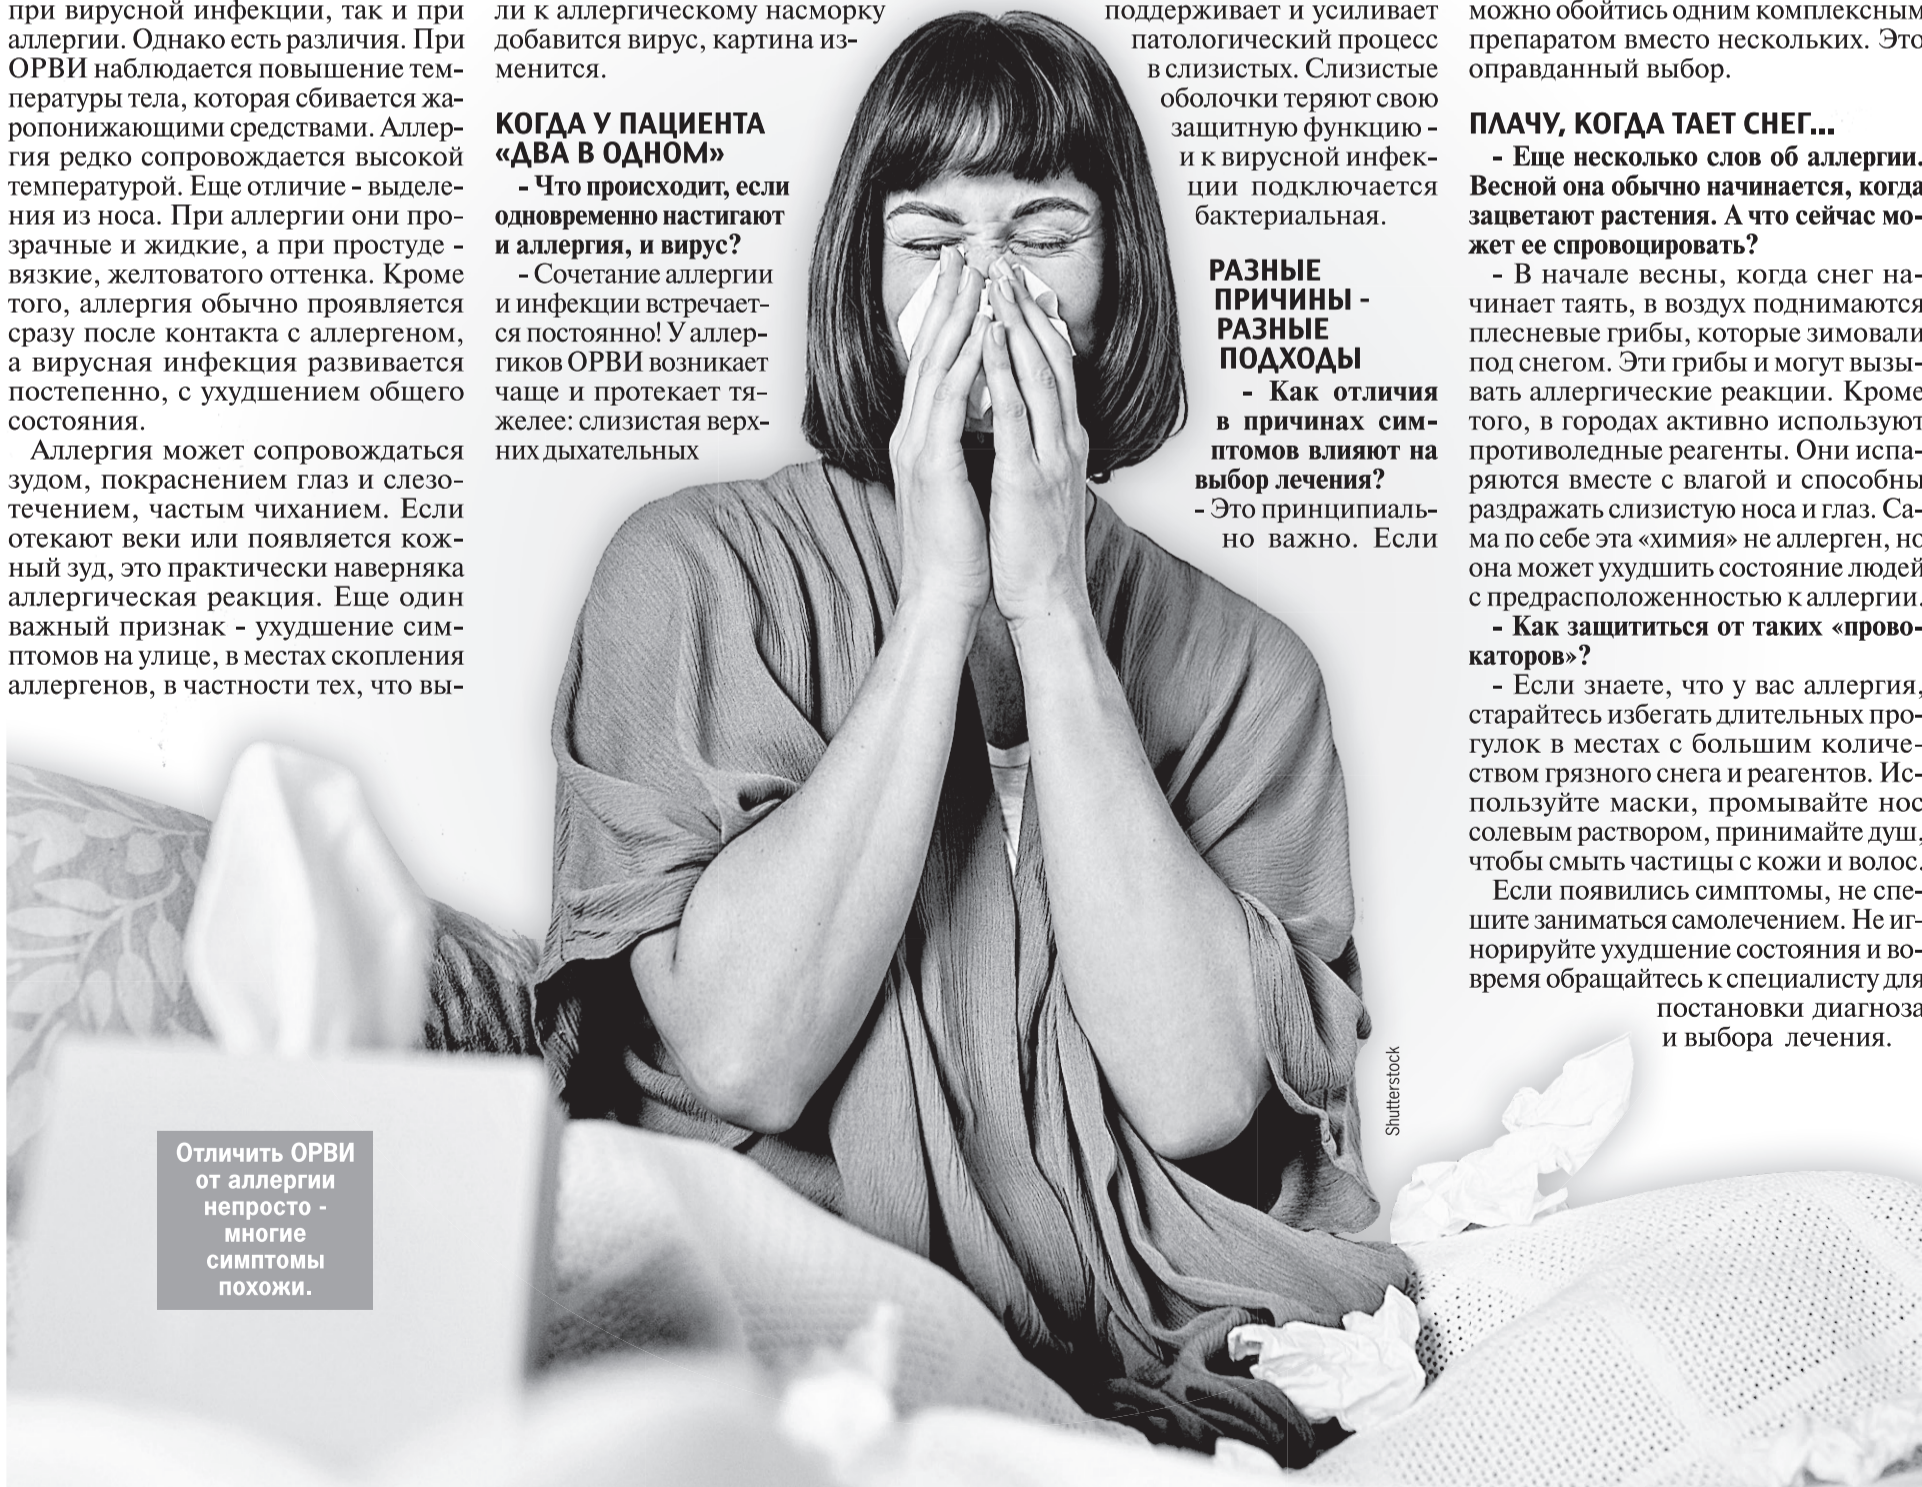 при вирусной инфекции, так и при
аллергии. Однако есть различия. При
ОРВИ наблюдается повышение тем-
пературы тела, которая сбивается жа-
ропонижающими средствами. Аллер-
гия редко сопровождается высокой
температурой. Еще отличие - выделе-
ния из носа. При аллергии они про-
зрачные и жидкие, а при простуде -
вязкие, желтоватого оттенка. Кроме
того, аллергия обычно проявляется
сразу после контакта с аллергеном,
а вирусная инфекция развивается
постепенно, с ухудшением общего
состояния.
Аллергия может сопровождаться
зудом, покраснением глаз и слезо-
течением, частым чиханием. Если
отекают веки или появляется кож-
ный зуд, это практически наверняка
аллергическая реакция. Еще один
важный признак - ухудшение сим-
птомов на улице, в местах скопления
аллергенов, в частности тех, что вы-
ли к аллергическому насморку
добавится вирус, картина из-
менится.
КОГДА У ПАЦИЕНТА
«ДВА В ОДНОМ»
- Что происходит, если
одновременно настигают
и аллергия, и вирус?
- Сочетание аллергии
и инфекции встречает-
ся постоянно! У аллер-
гиков ОРВИ возникает
чаще и протекает тя-
желее: слизистая верх-
них дыхательных
поддерживает и усиливает
патологический процесс
в слизистых. Слизистые
оболочки теряют свою
защитную функцию -
и к вирусной инфек-
ции подключается
бактериальная.
РАЗНЫЕ
ПРИЧИНЫ -
РАЗНЫЕ
ПОДХОДЫ
- Как отличия
в причинах сим-
птомов влияют на
выбор лечения?
- Это принципиаль-
но важно. Если
можно обойтись одним комплексным
препаратом вместо нескольких. Это
оправданный выбор.
ПЛАЧУ, КОГДА ТАЕТ СНЕГ...
- Еще несколько слов об аллергии.
Весной она обычно начинается, когда
зацветают растения. А что сейчас мо-
жет ее спровоцировать?
- В начале весны, когда снег на-
чинает таять, в воздух поднимаются
плесневые грибы, которые зимовали
под снегом. Эти грибы и могут вызы-
вать аллергические реакции. Кроме
того, в городах активно используют
противоледные реагенты. Они испа-
ряются вместе с влагой и способны
раздражать слизистую носа и глаз. Са-
ма по себе эта «химия» не аллерген, но
она может ухудшить состояние людей
с предрасположенностью к аллергии.
- Как защититься от таких «прово-
каторов»?
- Если знаете, что у вас аллергия,
старайтесь избегать длительных про-
гулок в местах с большим количе-
ством грязного снега и реагентов. Ис-
пользуйте маски, промывайте нос
солевым раствором, принимайте душ,
чтобы смыть частицы с кожи и волос.
Если появились симптомы, не спе-
шите заниматься самолечением. Не иг-
норируйте ухудшение состояния и во-
время обращайтесь к специалисту для
постановки диагноза
и выбора лечения.
Shutterstock
Отличить ОРВИ
от аллергии
непросто -
многие
симптомы
похожи.